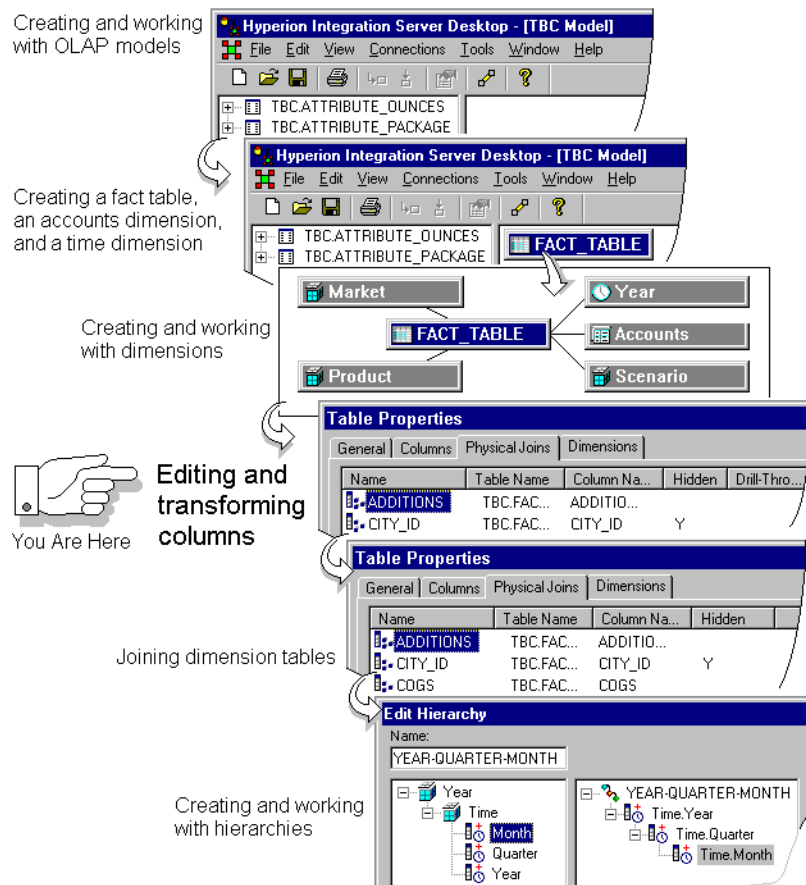 Creating and working
with OLAP models
Hyperion Integration Server Desktop - [TBC Model]
File Edit View Connections Tools Window Help
TBC.ATTRIBUTE_OUNCES
TBC.ATTRIBUTE_PACKAGE
Creating a fact table,
an accounts dimension,
and a time dimension
Hyperion Integration Server Desktop - [TBC Model]
File Edit View Connections Tools Window Help
TBC.ATTRIBUTE_OUNCES
TBC.ATTRIBUTE_PACKAGE
FACT_TABLE
Creating and working
with dimensions
Market
Year
FACT_TABLE
Accounts
Product
Scenario
You Are Here
Editing and
transforming
columns
Table Properties
General Columns Physical Joins Dimensions
Name Table Name Column Na... Hidden Drill-Thro...
ADDITIONS TBC.FAC... ADDITIO...
CITY_ID TBC.FAC... CITY_ID Y
Joining dimension tables
Table Properties
General Columns Physical Joins Dimensions
Name Table Name Column Na... Hidden
ADDITIONS TBC.FAC... ADDITIO...
CITY_ID TBC.FAC... CITY_ID Y
COGS TBC.FAC... COGS
Creating and working
with hierarchies
Edit Hierarchy
Name:
YEAR-QUARTER-MONTH
Year
Time
Month
Quarter
Year
YEAR-QUARTER-MONTH
Time.Year
Time.Quarter
Time.Month